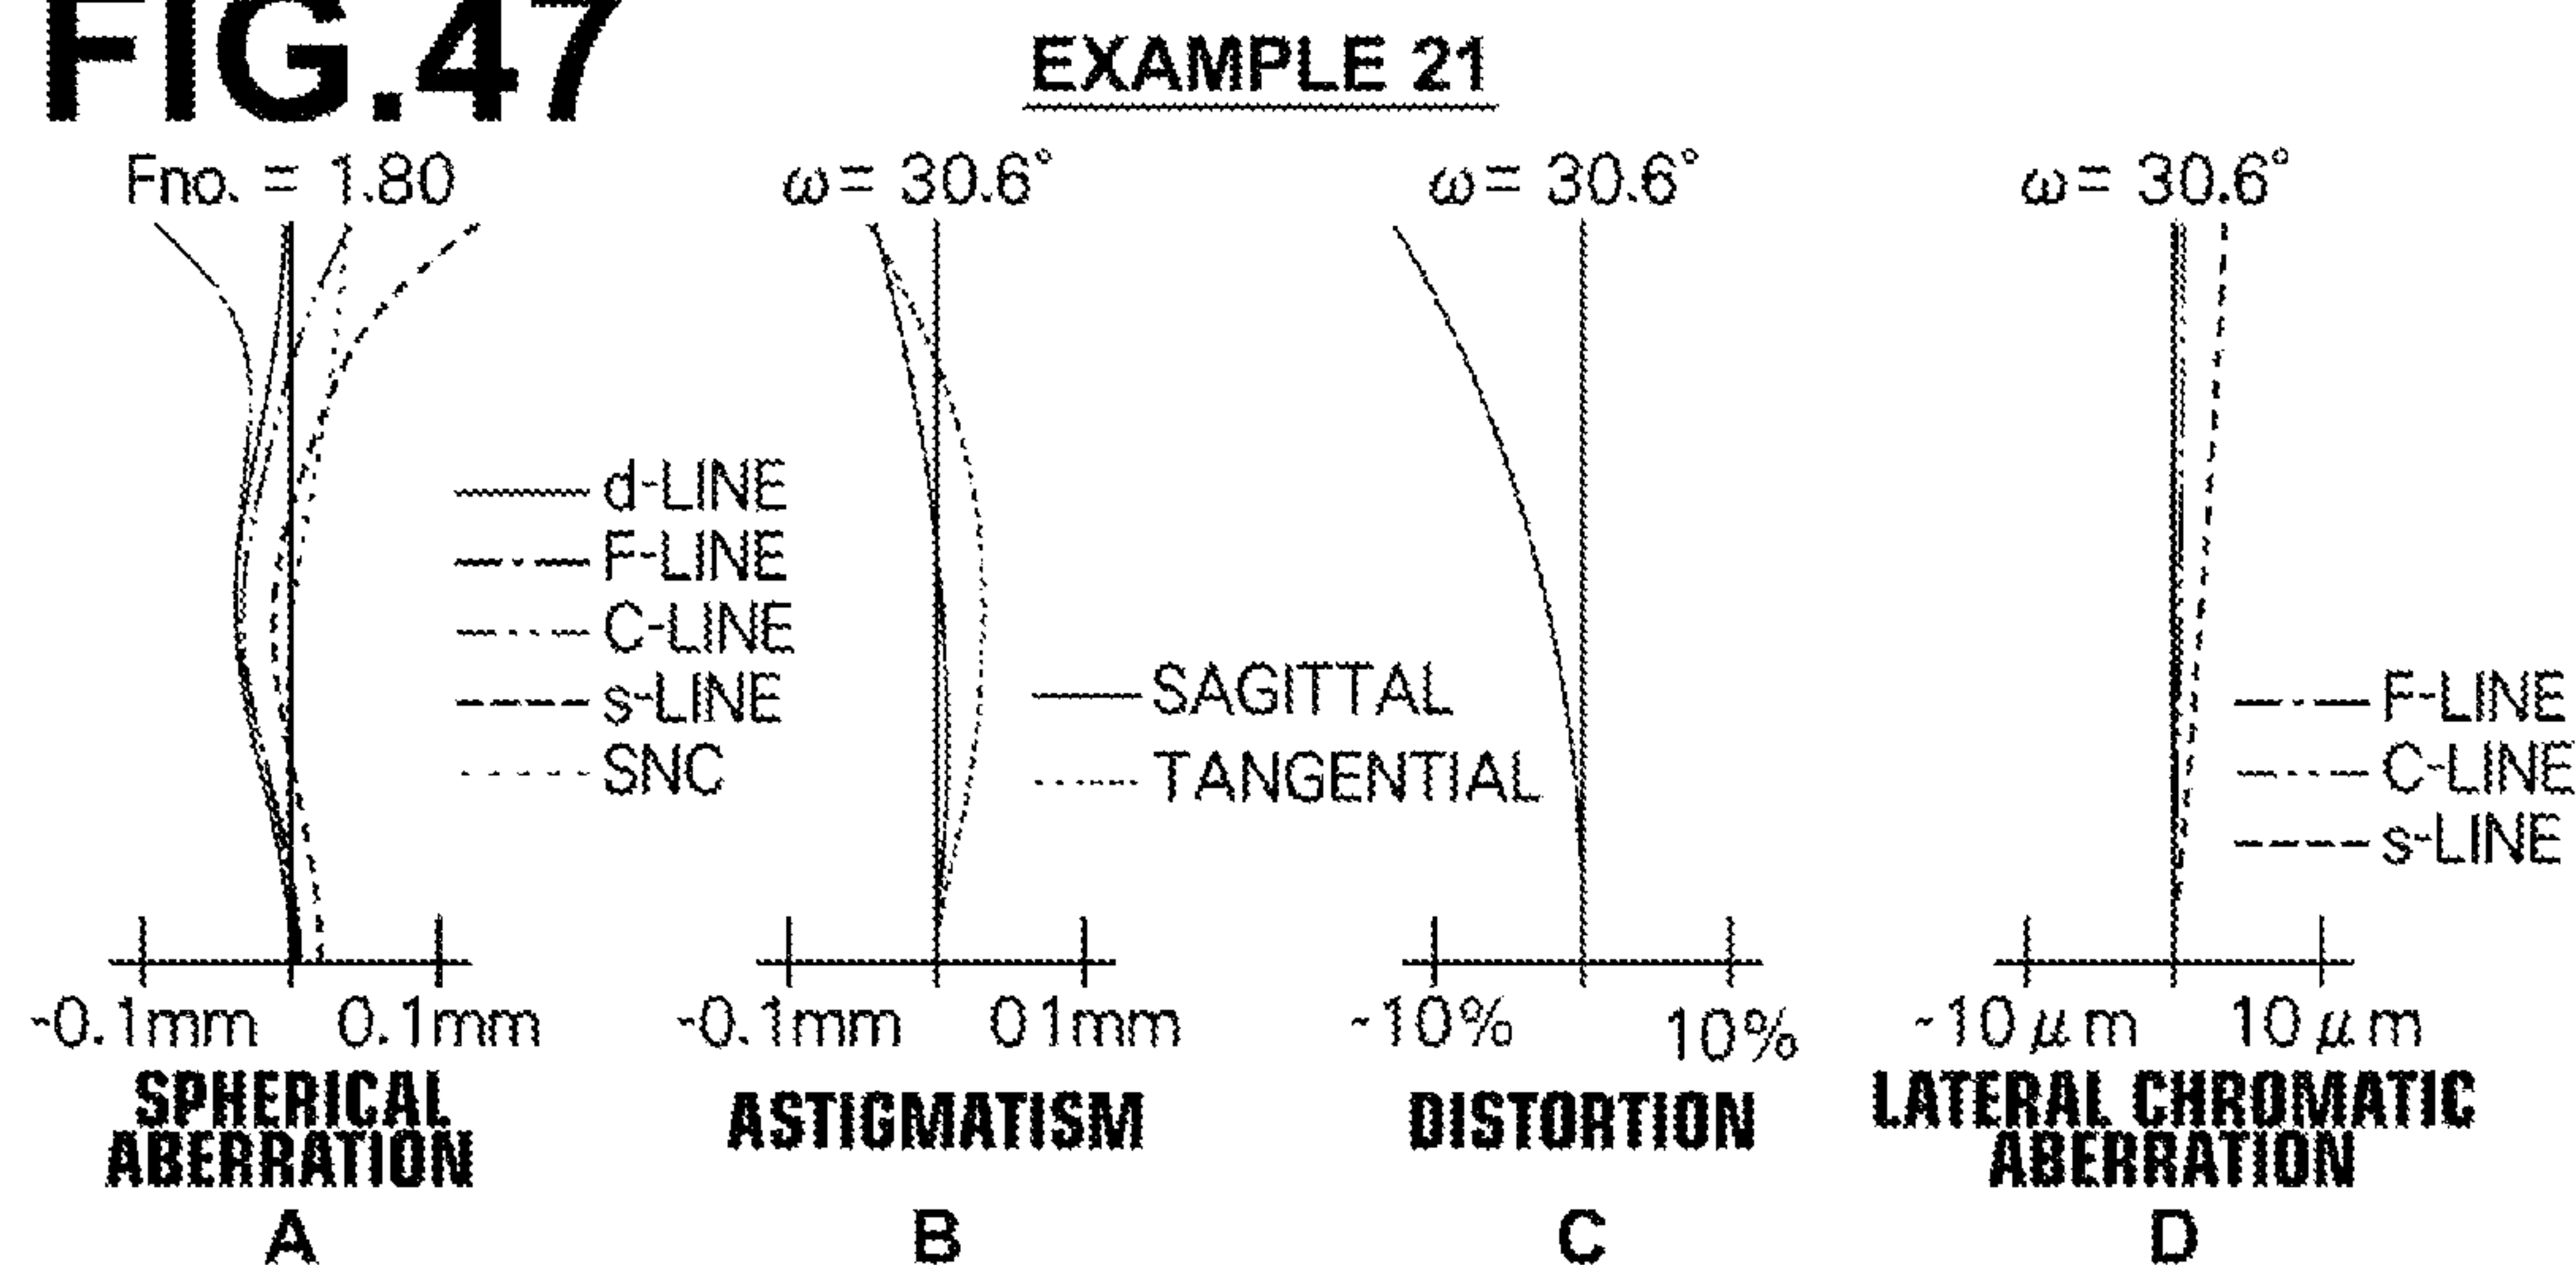 FIG.47
EXAMPLE 21
Fno. = 1.80
ω= 30.6°
ω= 30.6°
ω= 30.6°
d-LINE
F-LINE
C-LINE
s-LINE
SNC
SAGITTAL
TANGENTIAL
F-LINE
C-LINE
s-LINE
-0.1mm 0.1mm
-0.1mm 01mm
-10% 10%
-10μm 10μm
SPHERICAL
ABERRATION
ASTIGMATISM
DISTORTION
LATERAL CHROMATIC
ABERRATION
A
B
C
D